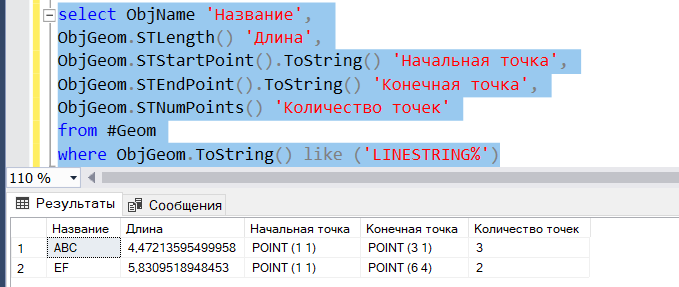 select ObjName 'Название',
ObjGeom.STLength() 'Длина',
ObjGeom.STStartPoint().ToString() 'Начальная точка',
ObjGeom.STEndPoint().ToString() 'Конечная точка',
ObjGeom.STNumPoints() 'Количество точек'
from #Geom
where ObjGeom.ToString() like ('LINESTRING%')
110 %
Результаты Сообщения
Название Длина Начальная точка Конечная точка Количество точек
1 ABC 4,47213595499958 POINT (1 1) POINT (3 1) 3
2 EF 5,8309518948453 POINT (1 1) POINT (6 4) 2